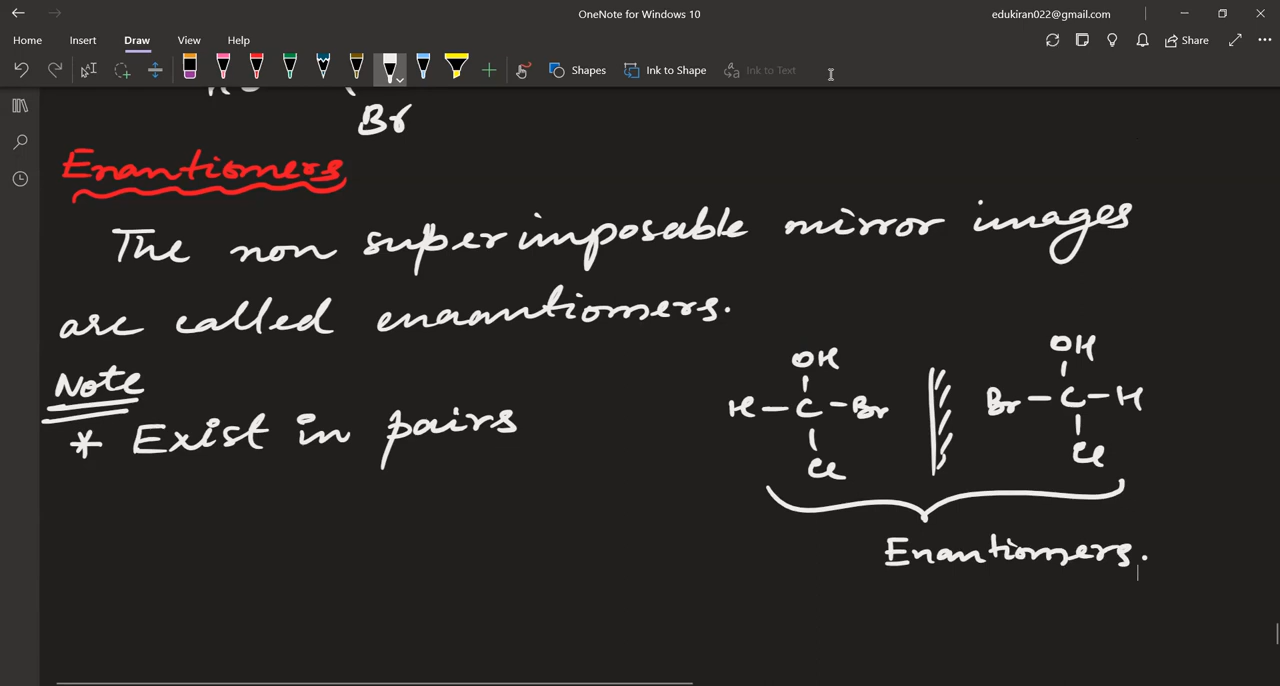 OneNote for Windows 10
edukiran022@gmail.com
Home Insert Draw View Help
Share
Shapes Ink to Shape Ink to Text
Br
Enantiomers
The non superimposable mirror images
are called enaantiomers.
Note
* Exist in pairs
OH
H - C - Br
Cl
OH
Br - C - H
Cl
Enantiomers.